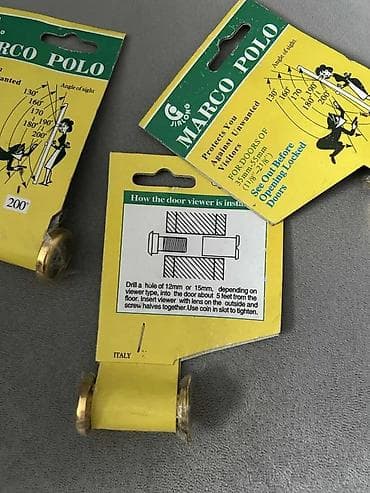 MARCO POLO
Angle of sight
130°
160°
170°
190°
180°
200°
200°
JIALONG
MARCO POLO
Protects You
Against Unwanted
Visitors
FOR DOORS OF
35mm-55mm
See Out Before
Opening Locked
Doors
Angle of sight
130°
160°
170°
190°
180°
200°
How the door viewer is insta
Drill a hole of 12mm or 15mm, depending on
viewer type, into the door about 5 feet from the
floor. Insert viewer with lens on the outside and
screw halves together.Use coin in slot to tighten.
ITALY